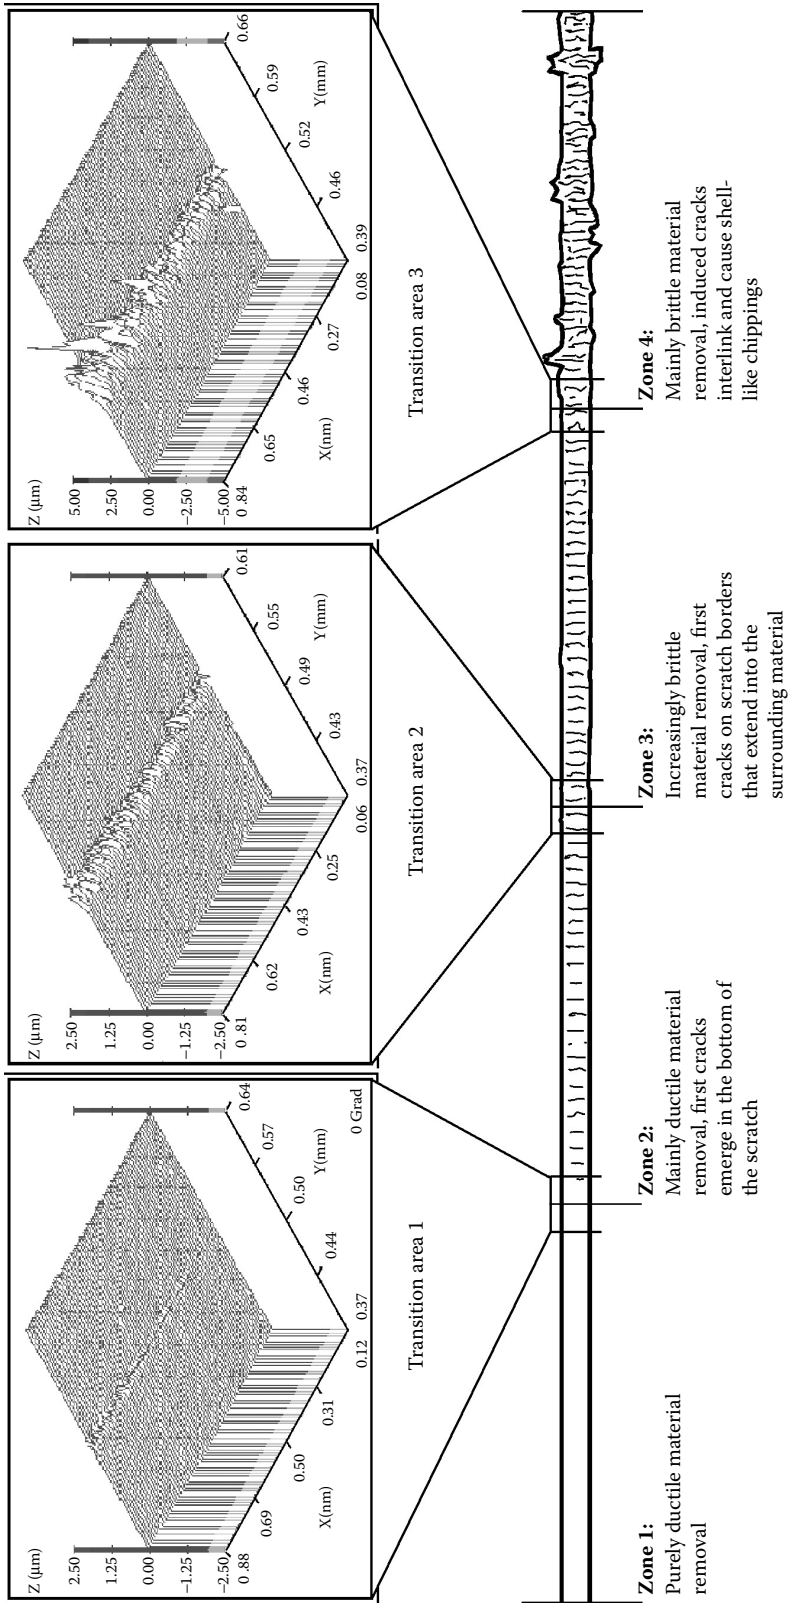 Z (μm)
2.50
1.25
0.00
−1.25
−2.50
0.88
0.69
0.50
0.31
0.12
X(nm)
0.37
0.44
0.50
0.57
0.64
Y(mm)
0 Grad
Transition area 1
Z (μm)
2.50
1.25
0.00
−1.25
−2.50
0.81
0.62
0.43
0.25
0.06
X(nm)
0.37
0.43
0.49
0.55
0.61
Y(mm)
Transition area 2
Z (μm)
5.00
2.50
0.00
−2.50
−5.00
0.84
0.65
0.46
0.27
0.08
X(nm)
0.39
0.46
0.52
0.59
0.66
Y(mm)
Transition area 3
Zone 1:
Purely ductile material
removal
Zone 2:
Mainly ductile material
removal, first cracks
emerge in the bottom of
the scratch
Zone 3:
Increasingly brittle
material removal, first
cracks on scratch borders
that extend into the
surrounding material
Zone 4:
Mainly brittle material
removal, induced cracks
interlink and cause shell-
like chippings